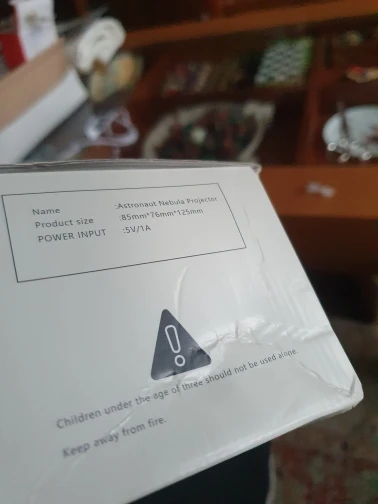 Name :Astronaut Nebula Projector
Product size :85mm*76mm*125mm
POWER INPUT :5V/1A
Children under the age of three should not be used alone.
Keep away from fire.